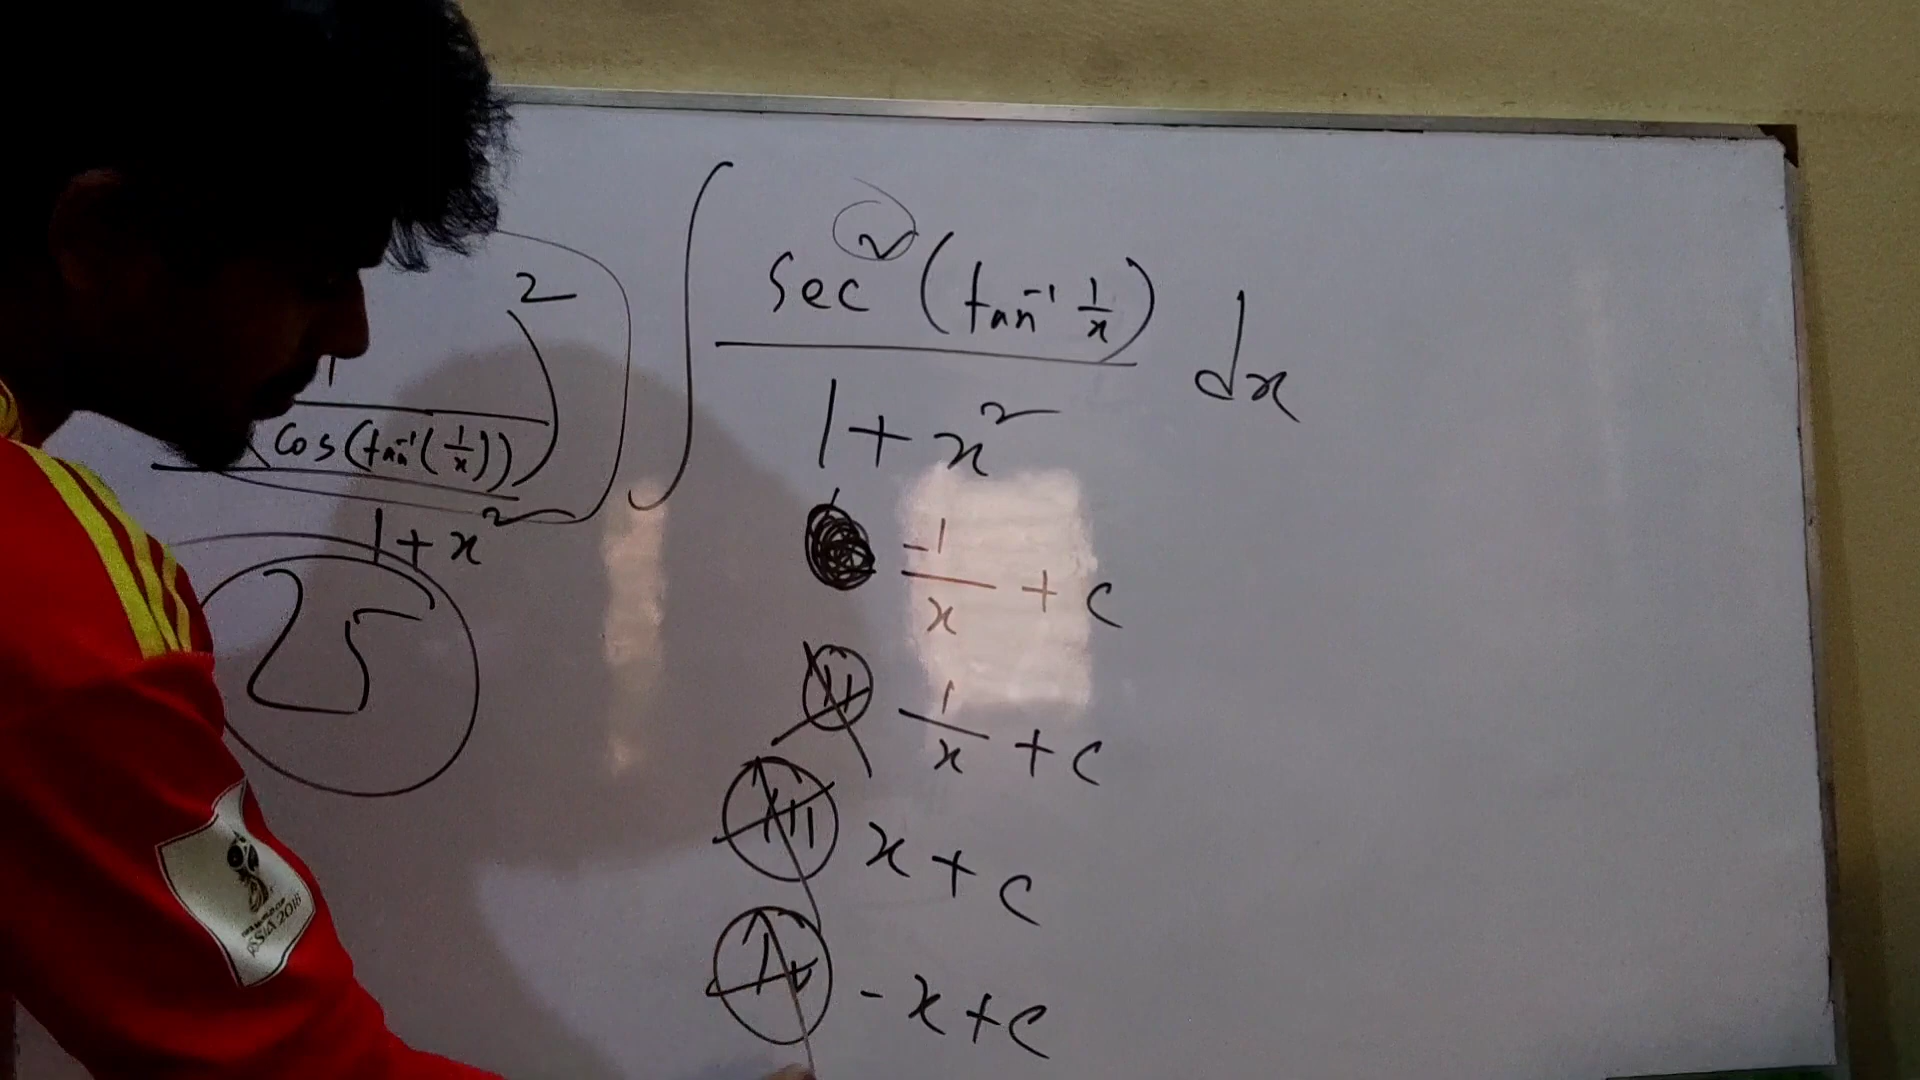 ∫ sec² (tan⁻¹ 1/x) / 1 + x² dx
(1 / cos(tan⁻¹(1/x)))² / 1 + x²
25
-1/x + c
(ii) 1/x + c
(iii) x + c
(iv) - x + c